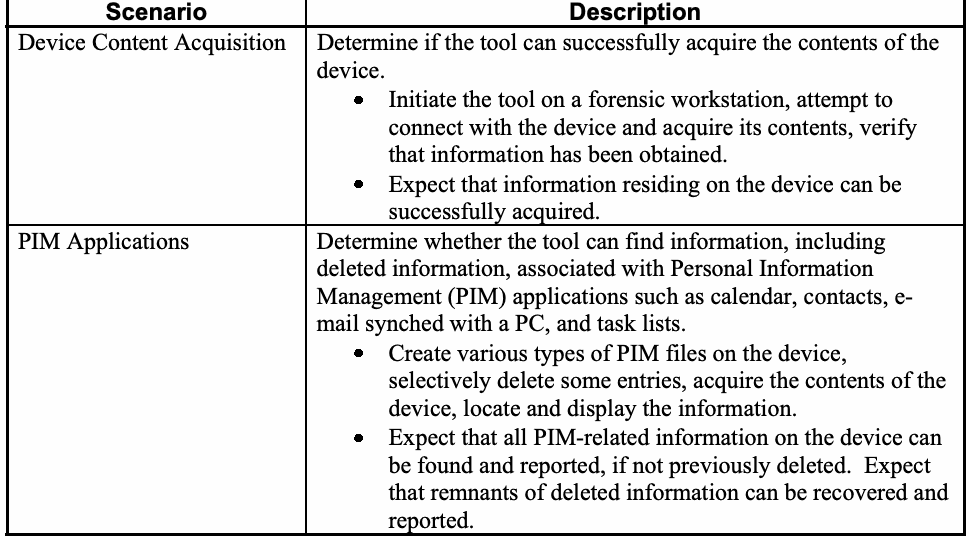 Scenario Description
Device Content Acquisition Determine if the tool can successfully acquire the contents of the
device.
• Initiate the tool on a forensic workstation, attempt to
connect with the device and acquire its contents, verify
that information has been obtained.
• Expect that information residing on the device can be
successfully acquired.
PIM Applications Determine whether the tool can find information, including
deleted information, associated with Personal Information
Management (PIM) applications such as calendar, contacts, e-
mail synched with a PC, and task lists.
• Create various types of PIM files on the device,
selectively delete some entries, acquire the contents of the
device, locate and display the information.
• Expect that all PIM-related information on the device can
be found and reported, if not previously deleted. Expect
that remnants of deleted information can be recovered and
reported.